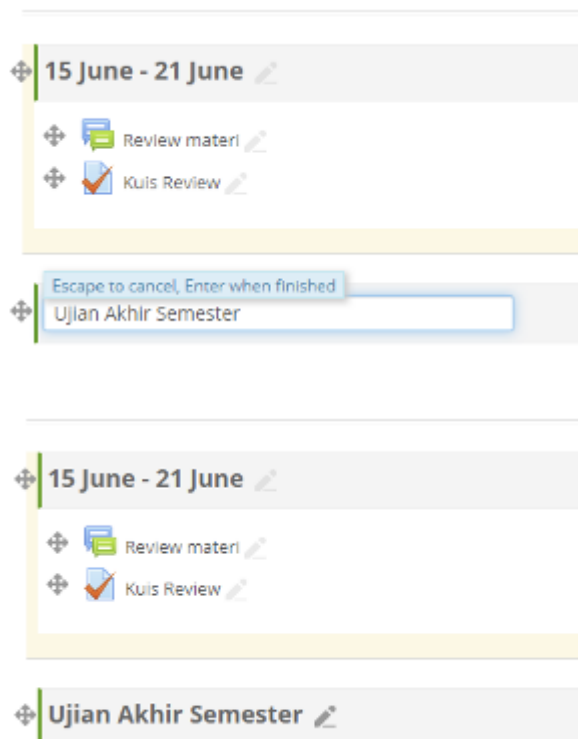 15 June - 21 June
Review materi
Kuis Review
Escape to cancel, Enter when finished
Ujian Akhir Semester
15 June - 21 June
Review materi
Kuis Review
Ujian Akhir Semester